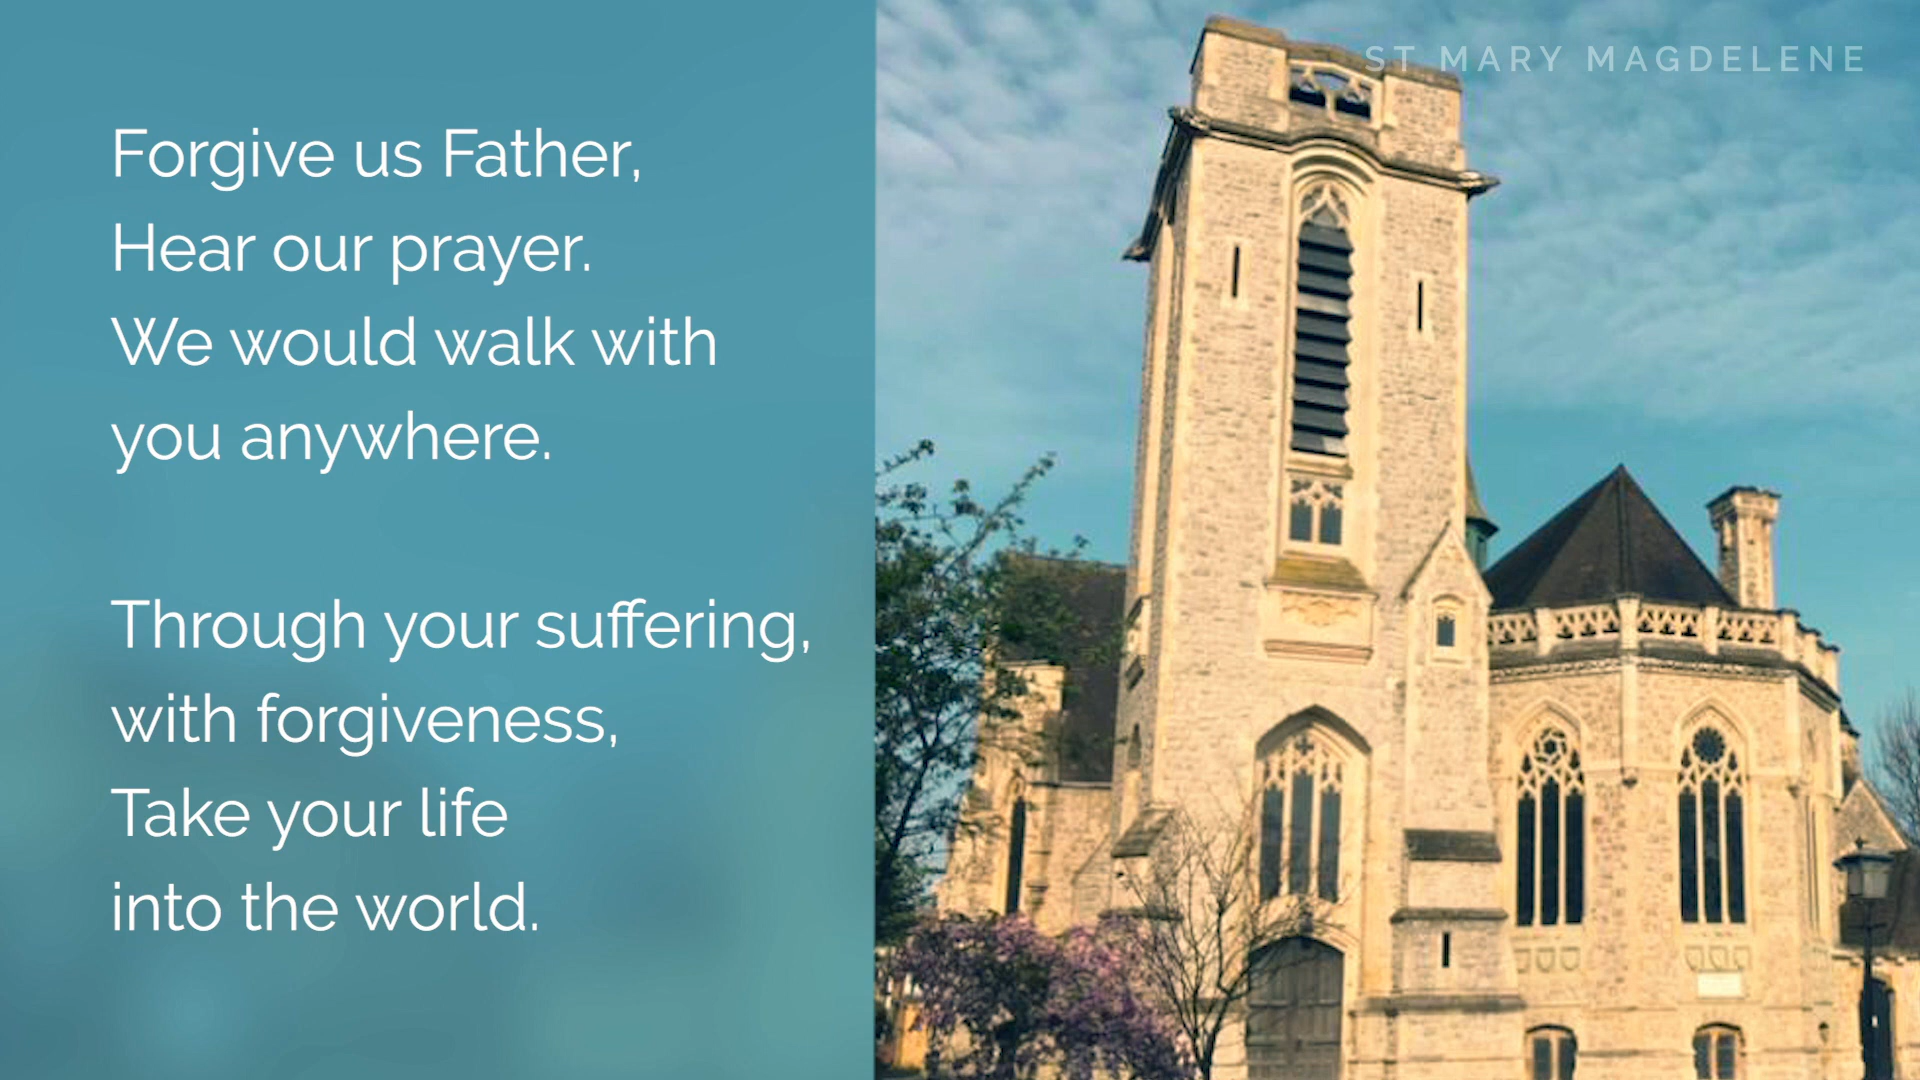 ST MARY MAGDELENE
Forgive us Father,
Hear our prayer.
We would walk with
you anywhere.
Through your suffering,
with forgiveness,
Take your life
into the world.